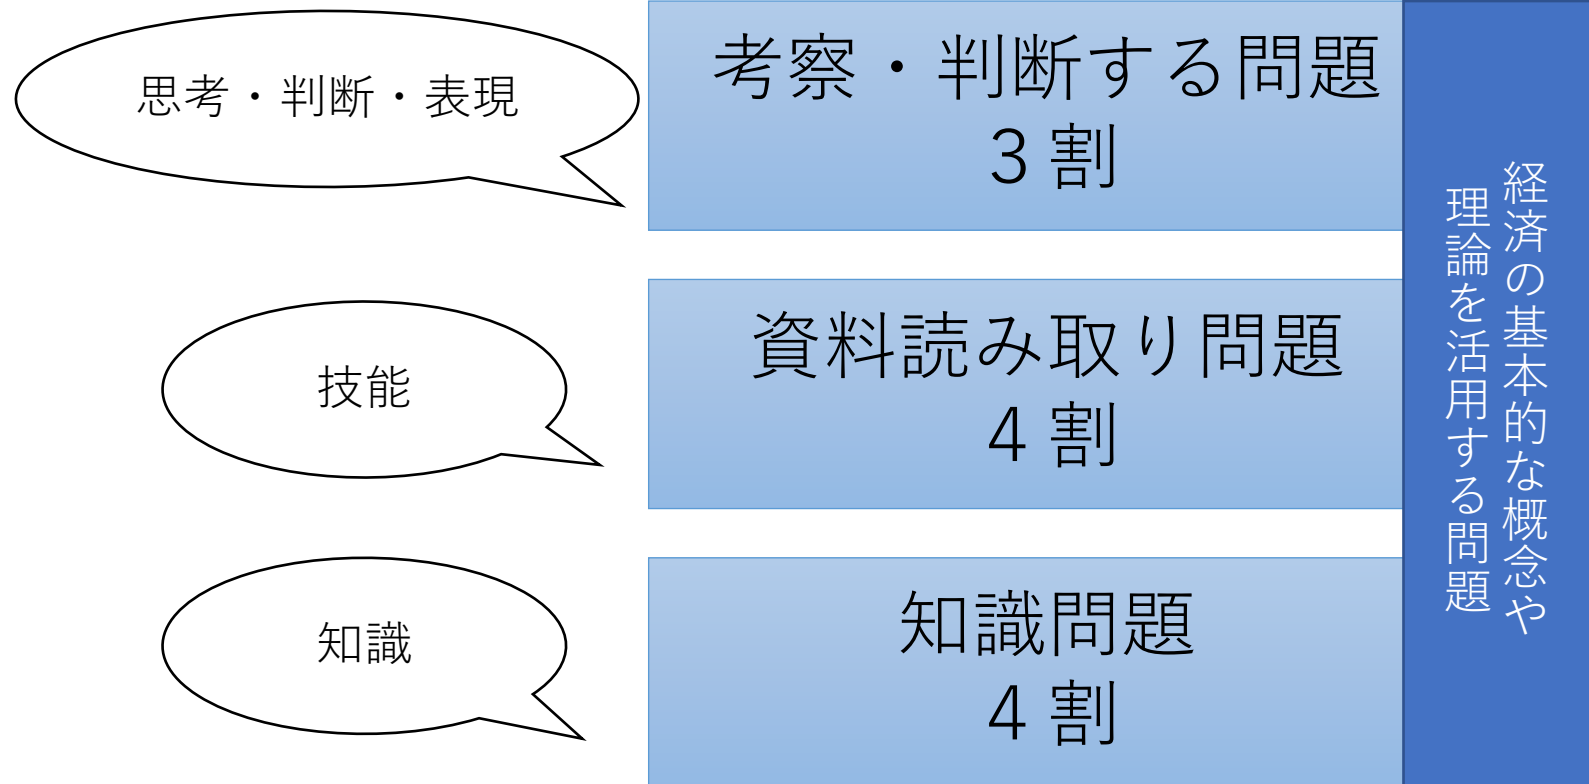 思考・判断・表現
考察・判断する問題
3割
技能
資料読み取り問題
4割
知識
知識問題
4割
経済の基本的な概念や
理論を活用する問題